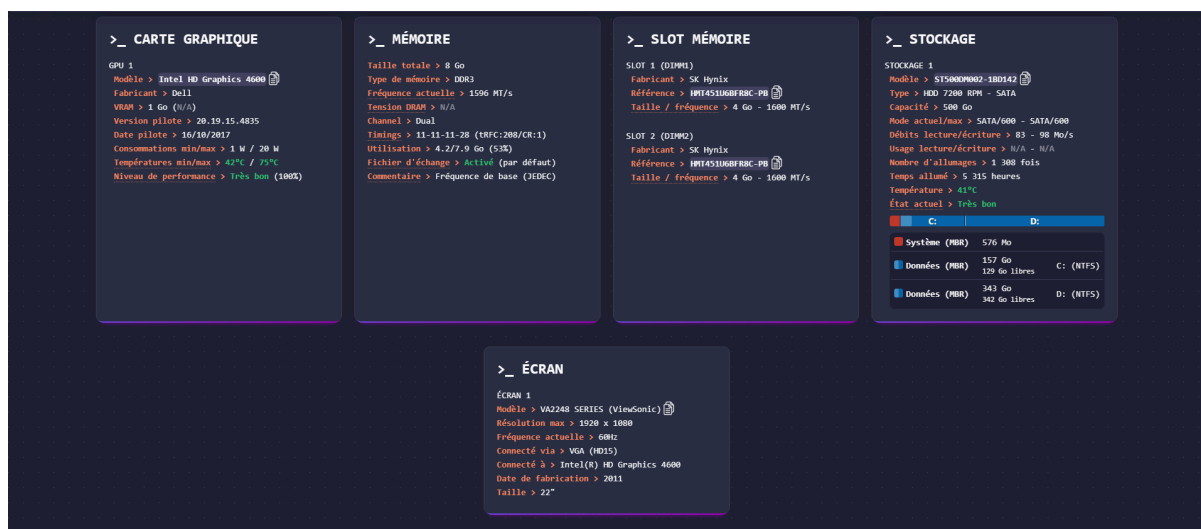 >_ CARTE GRAPHIQUE
GPU 1
Modèle > Intel HD Graphics 4600
Fabricant > Dell
VRAM > 1 Go (N/A)
Version pilote > 20.19.15.4835
Date pilote > 16/10/2017
Consommations min/max > 1 W / 20 W
Températures min/max > 42°C / 75°C
Niveau de performance > Très bon (100%)
>_ MÉMOIRE
Taille totale > 8 Go
Type de mémoire > DDR3
Fréquence actuelle > 1596 MT/s
Tension DRAM > N/A
Channel > Dual
Timings > 11-11-11-28 (tRFC:208/CR:1)
Utilisation > 4.2/7.9 Go (53%)
Fichier d'échange > Activé (par défaut)
Commentaire > Fréquence de base (JEDEC)
>_ SLOT MÉMOIRE
SLOT 1 (DIMM1)
Fabricant > SK Hynix
Référence > HMT451U6BFR8C-PB
Taille / fréquence > 4 Go - 1600 MT/s
SLOT 2 (DIMM2)
Fabricant > SK Hynix
Référence > HMT451U6BFR8C-PB
Taille / fréquence > 4 Go - 1600 MT/s
>_ STOCKAGE
STOCKAGE 1
Modèle > ST500DM002-1BD142
Type > HDD 7200 RPM - SATA
Capacité > 500 Go
Mode actuel/max > SATA/600 - SATA/600
Débits lecture/écriture > 83 - 98 Mo/s
Usage lecture/écriture > N/A - N/A
Nombre d'allumages > 1 308 fois
Temps allumé > 5 315 heures
Température > 41°C
État actuel > Très bon
C: D:
Système (MBR) 576 Mo
Données (MBR) 157 Go 129 Go libres C: (NTFS)
Données (MBR) 343 Go 342 Go libres D: (NTFS)
>_ ÉCRAN
ÉCRAN 1
Modèle > VA2248 SERIES (ViewSonic)
Résolution max > 1920 x 1080
Fréquence actuelle > 60Hz
Connecté via > VGA (HD15)
Connecté à > Intel(R) HD Graphics 4600
Date de fabrication > 2011
Taille > 22"